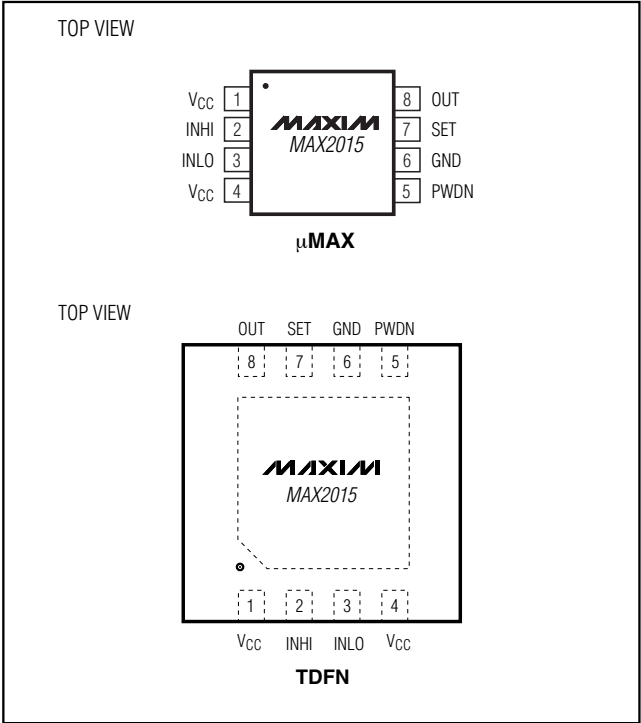 TOP VIEW
VCC 1 8 OUT
INHI 2 MAXIM 7 SET
MAX2015
INLO 3 6 GND
VCC 4 5 PWDN
µMAX
TOP VIEW
OUT SET GND PWDN
8 7 6 5
MAXIM
MAX2015
1 2 3 4
VCC INHI INLO VCC
TDFN